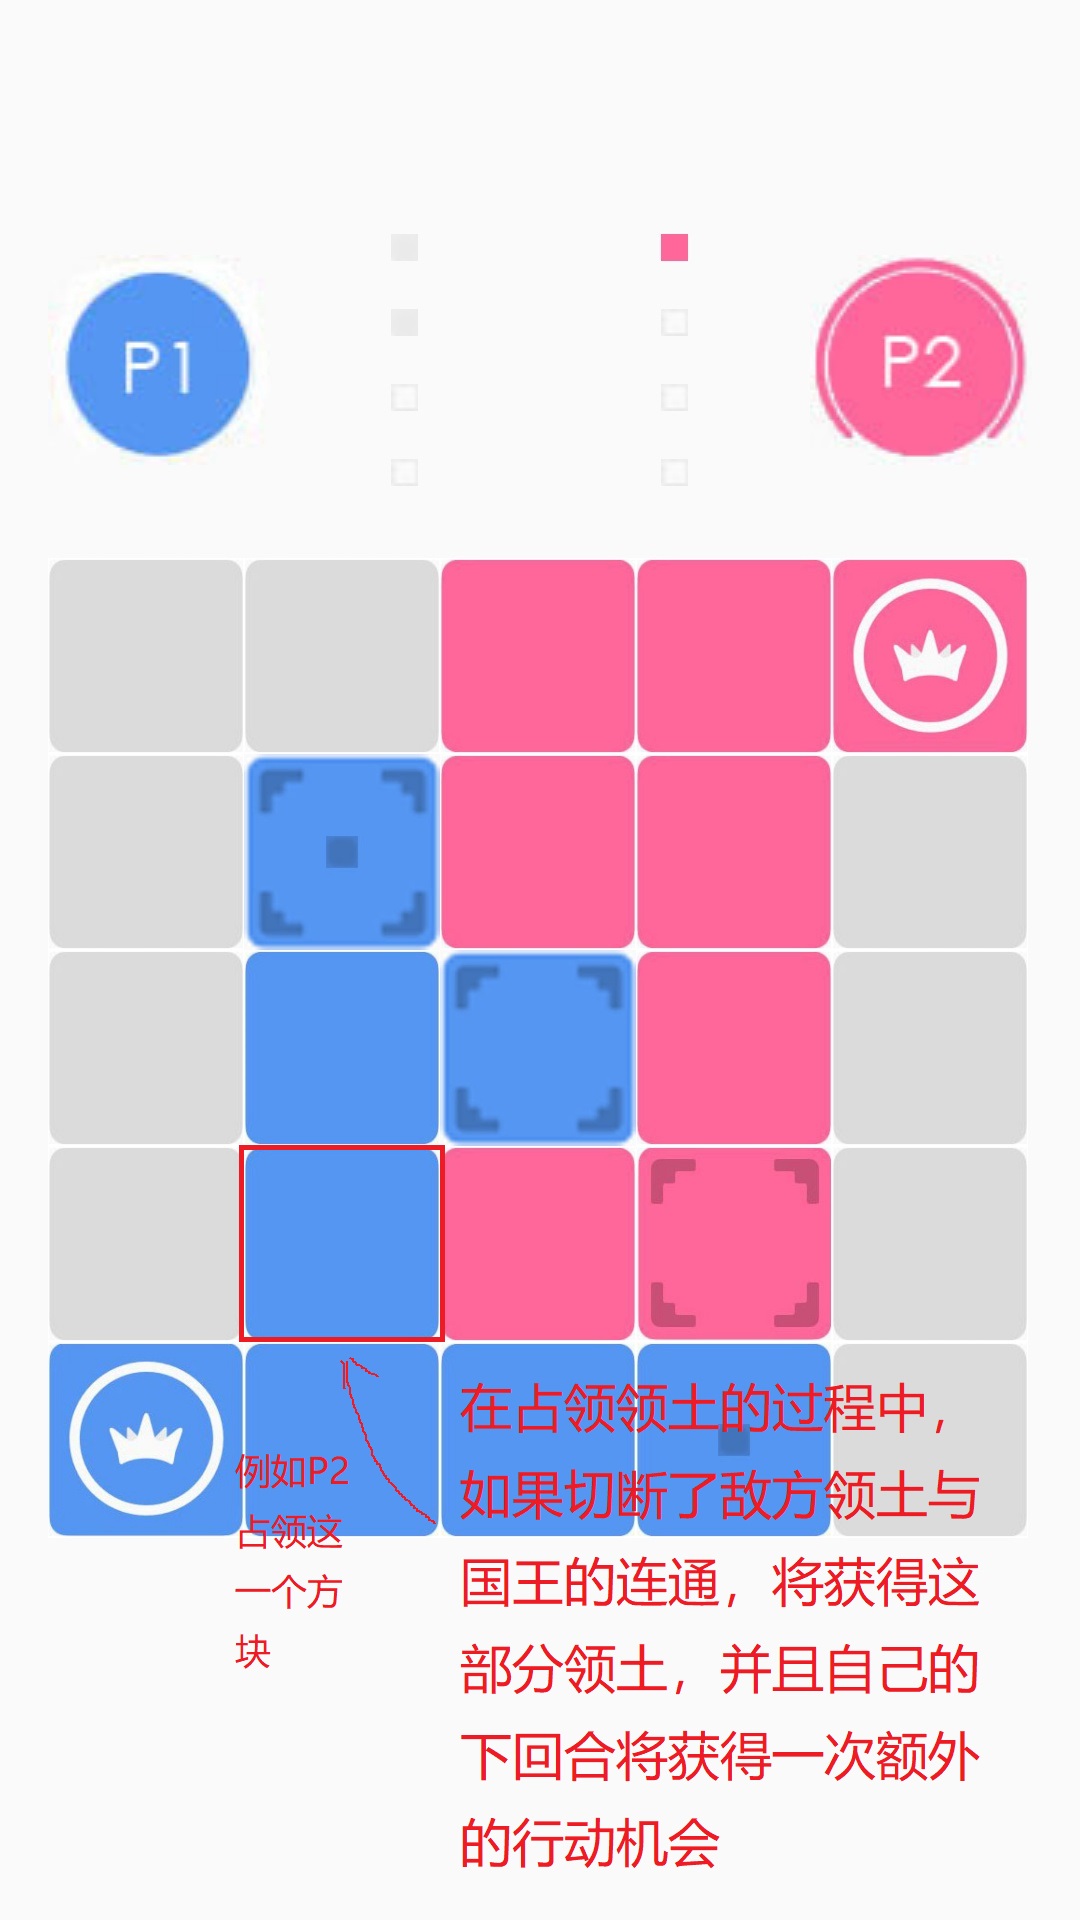 P1
P2
例如P2
占领这
一个方
块
在占领领土的过程中，
如果切断了敌方领土与
国王的连通，将获得这
部分领土，并且自己的
下回合将获得一次额外
的行动机会